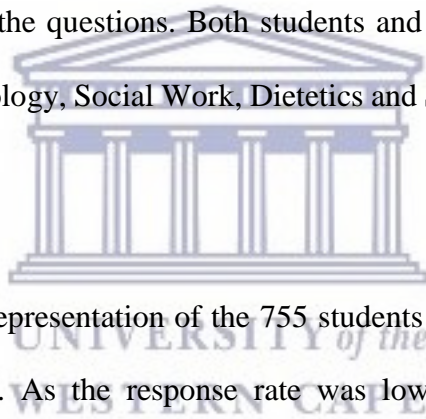 the questions. Both students and
ology, Social Work, Dietetics and
epresentation of the 755 students
UNIVERSITY of the
. As the response rate was low
WESTERN CAPE